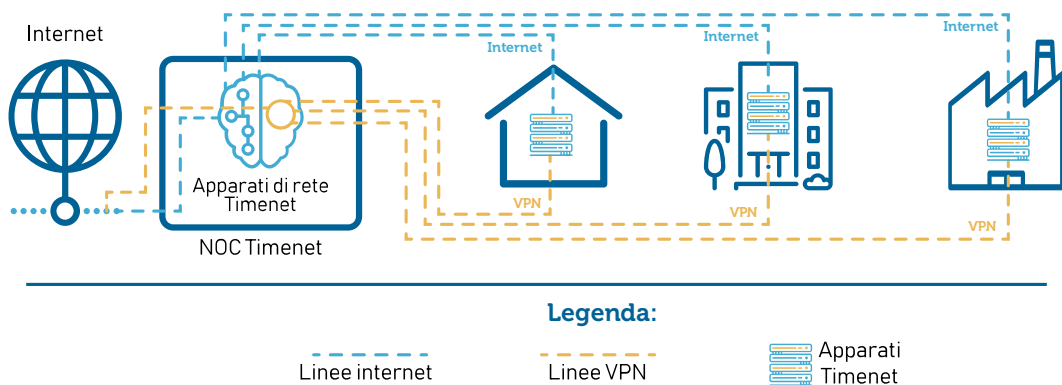 Internet
Internet
Internet
Internet
Apparati di rete
Timenet
VPN
VPN
VPN
NOC Timenet
Legenda:
Linee internet
Linee VPN
Apparati
Timenet